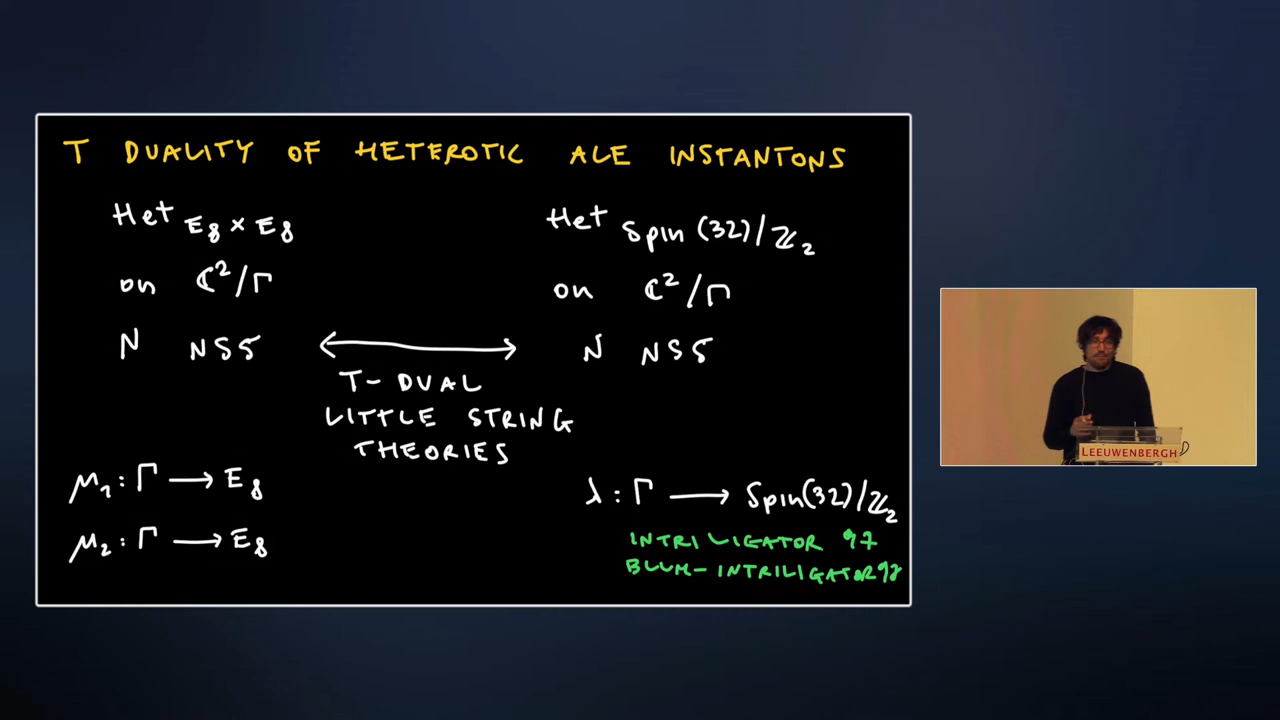 T DUALITY OF HETEROTIC ALE INSTANTONS
Het E8 × E8
on ℂ²/Γ
N NS5
Het Spin(32)/ℤ2
on ℂ²/Γ
N NS5
T-DUAL
LITTLE STRING
THEORIES
μ1 : Γ → E8
μ2 : Γ → E8
λ : Γ → Spin(32)/ℤ2
INTRILIGATOR 97
BLUM-INTRILIGATOR 97
LEEUWENBERGH